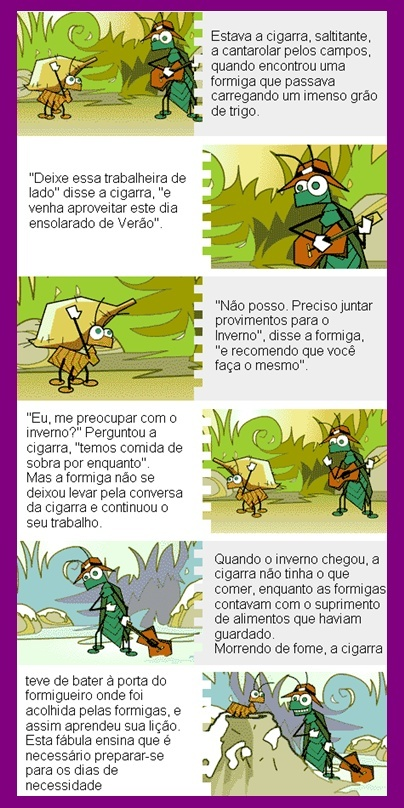 Estava a cigarra, saltitante,
a cantarolar pelos campos,
quando encontrou uma
formiga que passava
carregando um imenso grão
de trigo.
"Deixe essa trabalheira de
lado" disse a cigarra, "e
venha aproveitar este dia
ensolarado de Verão".
"Não posso. Preciso juntar
provimentos para o
Inverno", disse a formiga,
"e recomendo que você
faça o mesmo".
"Eu, me preocupar com o
inverno?" Perguntou a
cigarra, "temos comida de
sobra por enquanto".
Mas a formiga não se
deixou levar pela conversa
da cigarra e continuou o
seu trabalho.
Quando o inverno chegou, a
cigarra não tinha o que
comer, enquanto as formigas
contavam com o suprimento
de alimentos que haviam
guardado.
Morrendo de fome, a cigarra
teve de bater à porta do
formigueiro onde foi
acolhida pelas formigas, e
assim aprendeu sua lição.
Esta fábula ensina que é
necessário preparar-se
para os dias de
necessidade